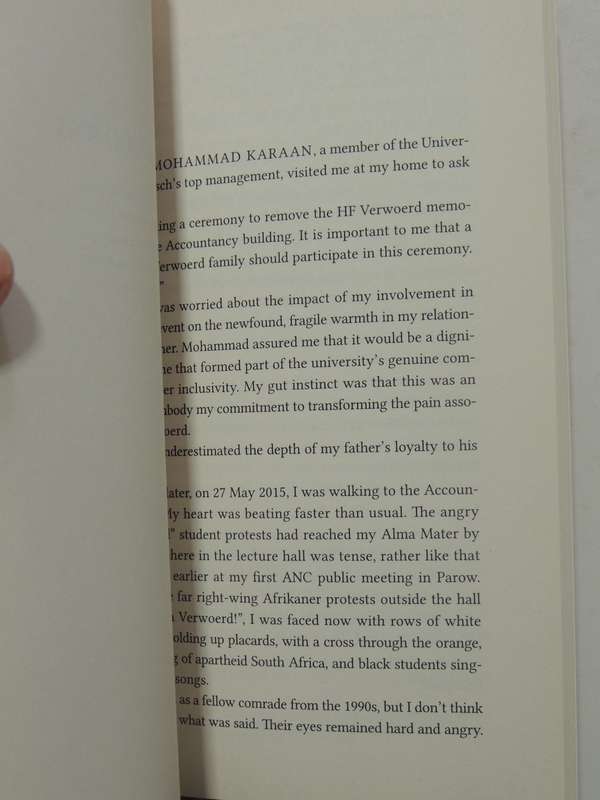 MOHAMMAD KARAAN, a member of the Univer-
sch's top management, visited me at my home to ask
ing a ceremony to remove the HF Verwoerd memo-
e Accountancy building. It is important to me that a
erwoerd family should participate in this ceremony.
”
was worried about the impact of my involvement in
vent on the newfound, fragile warmth in my relation-
her. Mohammad assured me that it would be a digni-
ne that formed part of the university's genuine com-
er inclusivity. My gut instinct was that this was an
mbody my commitment to transforming the pain asso-
oerd.
nderestimated the depth of my father's loyalty to his
later, on 27 May 2015, I was walking to the Accoun-
My heart was beating faster than usual. The angry
!” student protests had reached my Alma Mater by
here in the lecture hall was tense, rather like that
earlier at my first ANC public meeting in Parow.
e far right-wing Afrikaner protests outside the hall
n Verwoerd!”, I was faced now with rows of white
olding up placards, with a cross through the orange,
g of apartheid South Africa, and black students sing-
songs.
as a fellow comrade from the 1990s, but I don't think
what was said. Their eyes remained hard and angry.